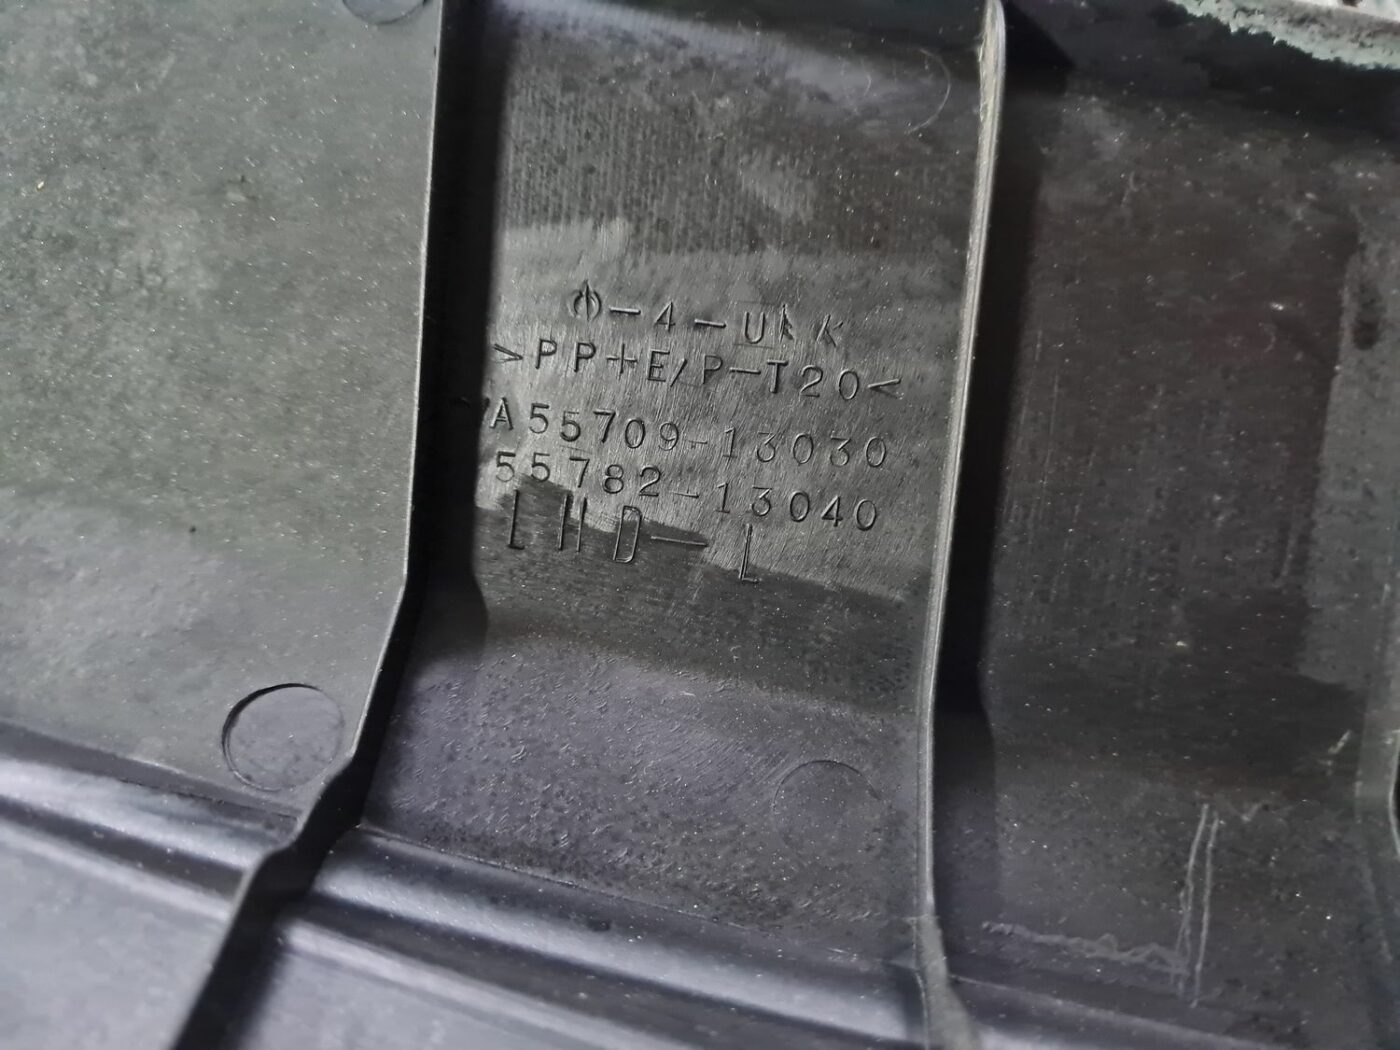 -4-U
>PP+E/P-T20<
A55709-13030
55782-13040
LHD-L